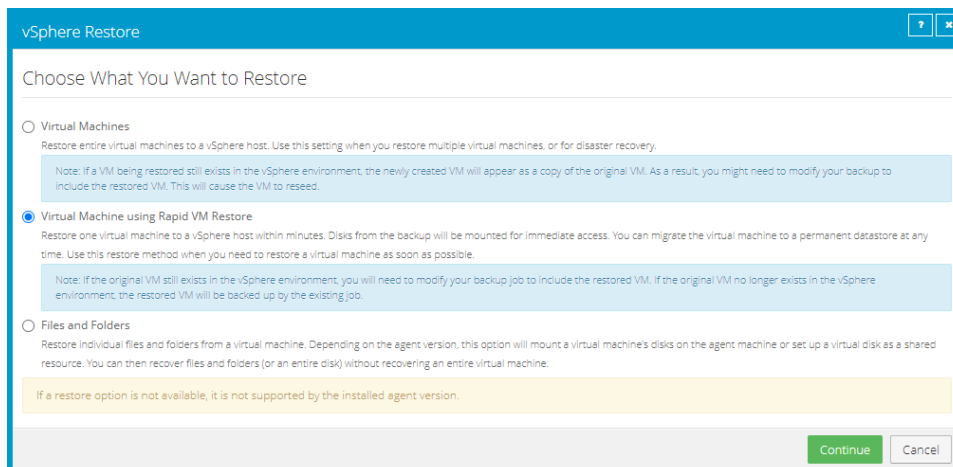 vSphere Restore
?
x
Choose What You Want to Restore
Virtual Machines
Restore entire virtual machines to a vSphere host. Use this setting when you restore multiple virtual machines, or for disaster recovery.
Note: If a VM being restored still exists in the vSphere environment, the newly created VM will appear as a copy of the original VM. As a result, you might need to modify your backup to
include the restored VM. This will cause the VM to reseed.
Virtual Machine using Rapid VM Restore
Restore one virtual machine to a vSphere host within minutes. Disks from the backup will be mounted for immediate access. You can migrate the virtual machine to a permanent datastore at any
time. Use this restore method when you need to restore a virtual machine as soon as possible.
Note: If the original VM still exists in the vSphere environment, you will need to modify your backup job to include the restored VM. If the original VM no longer exists in the vSphere
environment, the restored VM will be backed up by the existing job.
Files and Folders
Restore individual files and folders from a virtual machine. Depending on the agent version, this option will mount a virtual machine's disks on the agent machine or set up a virtual disk as a shared
resource. You can then recover files and folders (or an entire disk) without recovering an entire virtual machine.
If a restore option is not available, it is not supported by the installed agent version.
Continue
Cancel